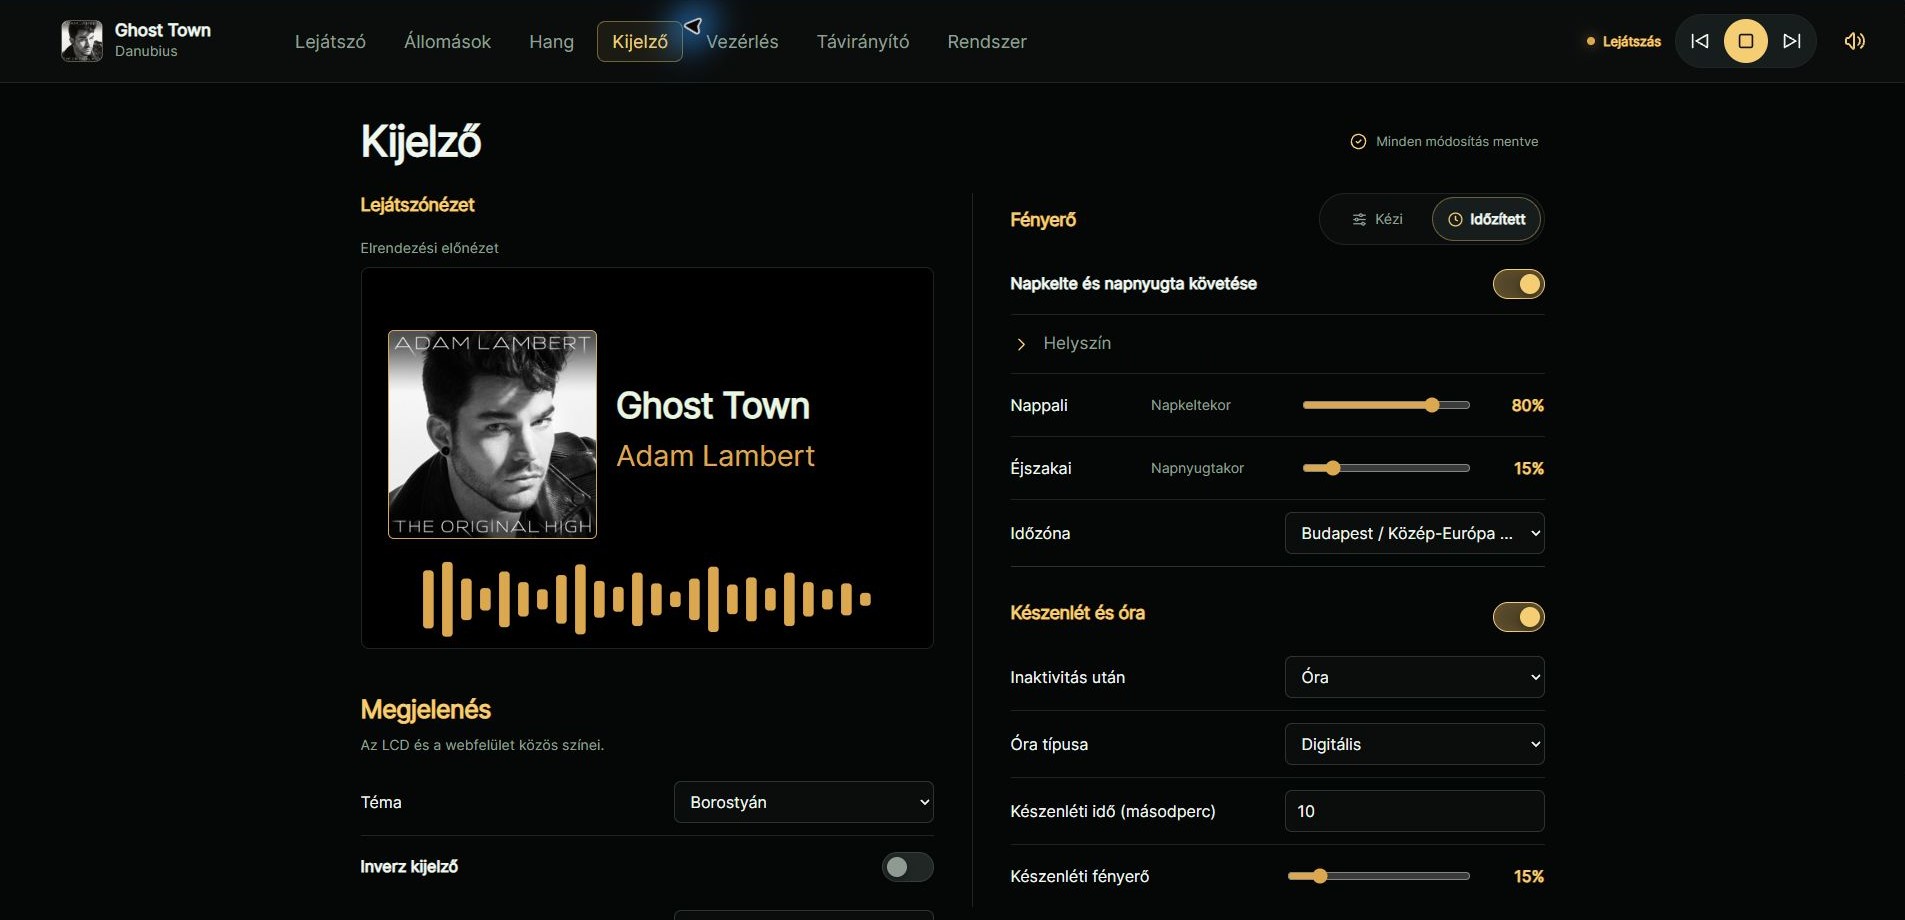 Ghost Town
Danubius
Lejátszó
Állomások
Hang
Kijelző
Vezérlés
Távirányító
Rendszer
Lejátszás
Kijelző
Minden módosítás mentve
Lejátszónézet
Elrendezési előnézet
ADAM LAMBERT
THE ORIGINAL HIGH
Ghost Town
Adam Lambert
Megjelenés
Az LCD és a webfelület közös színei.
Téma
Borostyán
Inverz kijelző
Fényerő
Kézi
Időzített
Napkelte és napnyugta követése
Helyszín
Nappali
Napkeltekor
80%
Éjszakai
Napnyugtakor
15%
Időzóna
Budapest / Közép-Európa ...
Készenlét és óra
Inaktivitás után
Óra
Óra típusa
Digitális
Készenléti idő (másodperc)
10
Készenléti fényerő
15%